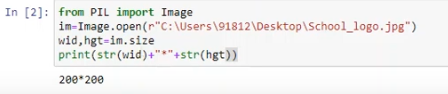 In [2]: from PIL import Image
im=Image.open(r"C:\Users\91812\Desktop\School_logo.jpg")
wid,hgt=im.size
print(str(wid)+"*"+str(hgt))
200*200